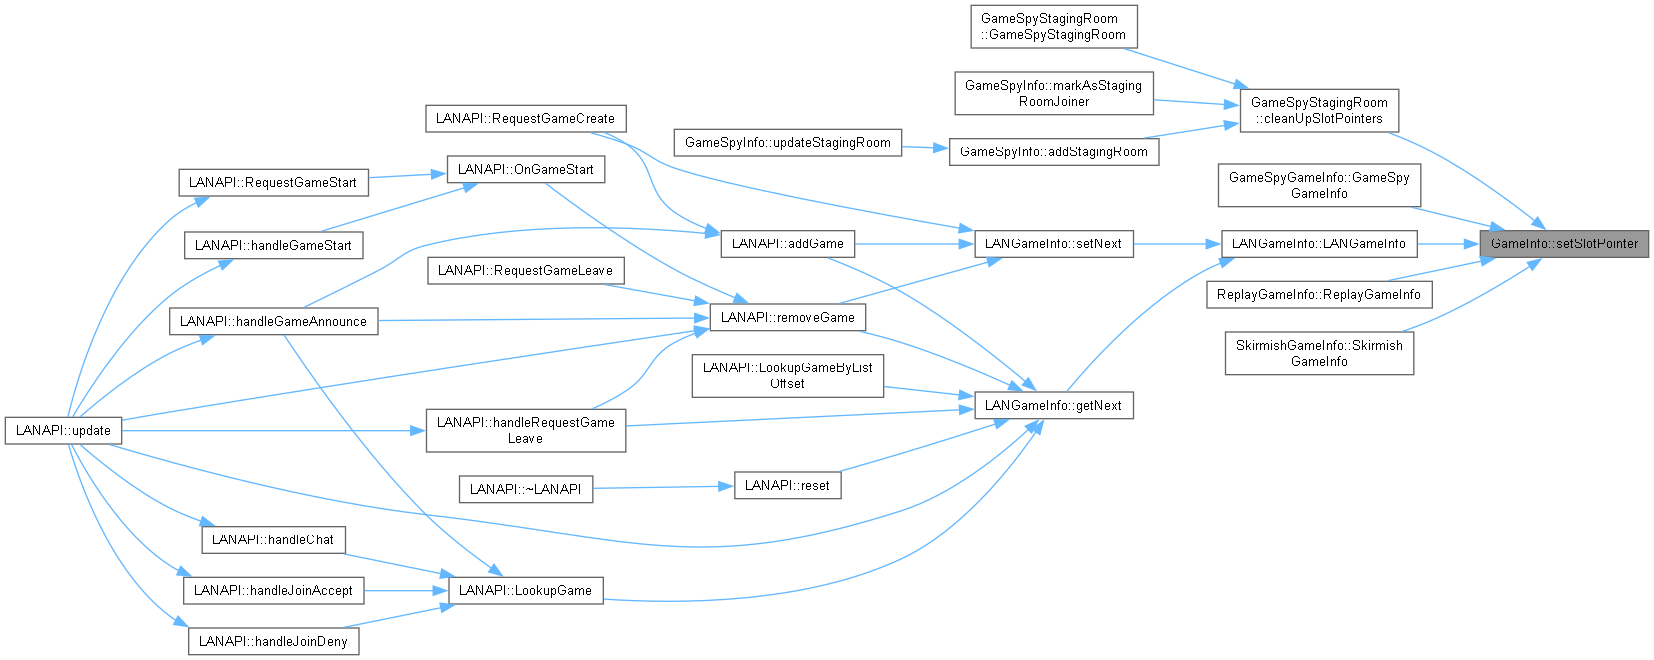 GameSpyStagingRoom
::GameSpyStagingRoom
GameSpyInfo::markAsStaging
RoomJoiner
GameSpyStagingRoom
::cleanUpSlotPointers
LANAPI::RequestGameCreate
GameSpyInfo::updateStagingRoom
GameSpyInfo::addStagingRoom
LANAPI::OnGameStart
LANAPI::RequestGameStart
GameSpyGameInfo::GameSpy
GameInfo
LANAPI::handleGameStart
LANAPI::addGame
LANGameInfo::setNext
LANGameInfo::LANGameInfo
GameInfo::setSlotPointer
LANAPI::RequestGameLeave
ReplayGameInfo::ReplayGameInfo
LANAPI::handleGameAnnounce
LANAPI::removeGame
SkirmishGameInfo::Skirmish
GameInfo
LANAPI::LookupGameByList
Offset
LANGameInfo::getNext
LANAPI::update
LANAPI::handleRequestGame
Leave
LANAPI::~LANAPI
LANAPI::reset
LANAPI::handleChat
LANAPI::handleJoinAccept
LANAPI::LookupGame
LANAPI::handleJoinDeny